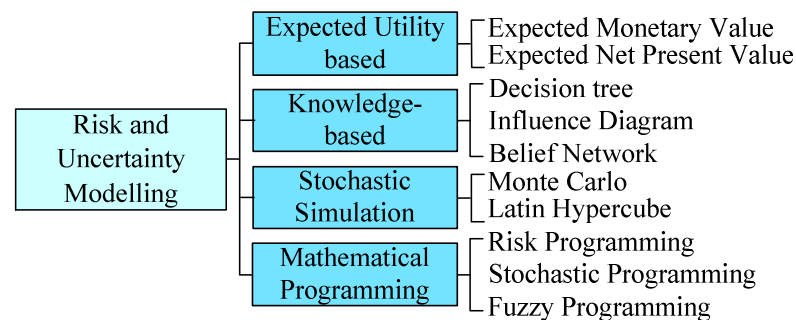 Risk and
Uncertainty
Modelling
Expected Utility
based
Expected Monetary Value
Expected Net Present Value
Knowledge-
based
Decision tree
Influence Diagram
Belief Network
Stochastic
Simulation
Monte Carlo
Latin Hypercube
Mathematical
Programming
Risk Programming
Stochastic Programming
Fuzzy Programming